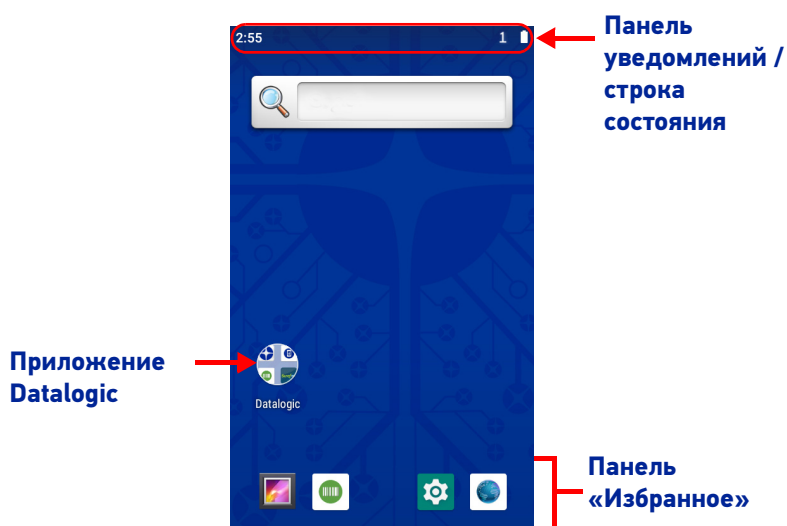 2:55
1
Панель
уведомлений /
строка
состояния
Приложение
Datalogic
Datalogic
Панель
«Избранное»